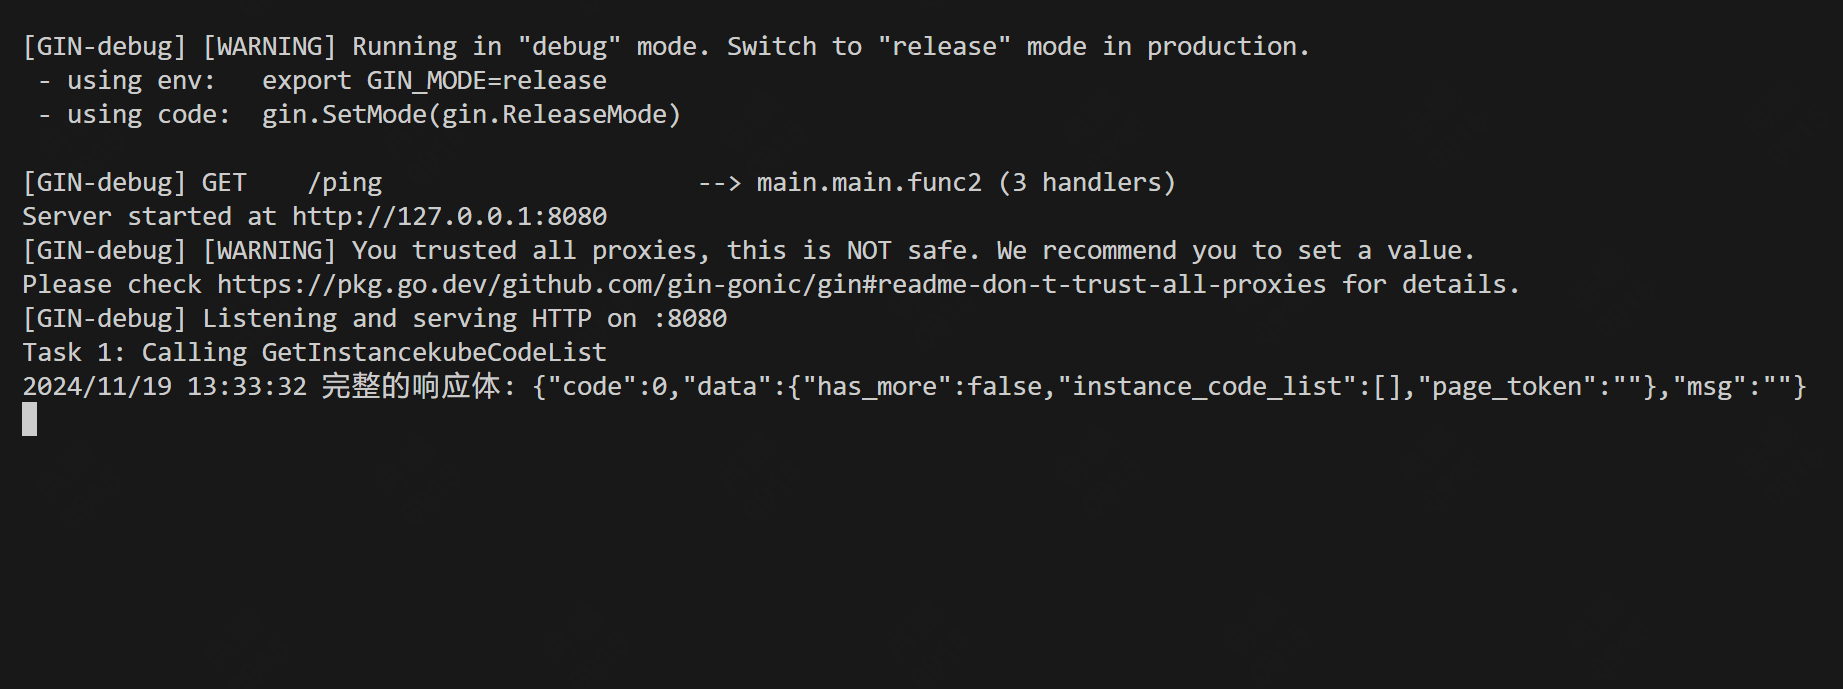 [GIN-debug] [WARNING] Running in "debug" mode. Switch to "release" mode in production.
 - using env:   export GIN_MODE=release
 - using code:  gin.SetMode(gin.ReleaseMode)
[GIN-debug] GET    /ping                     --> main.main.func2 (3 handlers)
Server started at http://127.0.0.1:8080
[GIN-debug] [WARNING] You trusted all proxies, this is NOT safe. We recommend you to set a value.
Please check https://pkg.go.dev/github.com/gin-gonic/gin#readme-don-t-trust-all-proxies for details.
[GIN-debug] Listening and serving HTTP on :8080
Task 1: Calling GetInstancekubeCodeList
2024/11/19 13:33:32 完整的响应体: {"code":0,"data":{"has_more":false,"instance_code_list":[],"page_token":""},"msg":""}